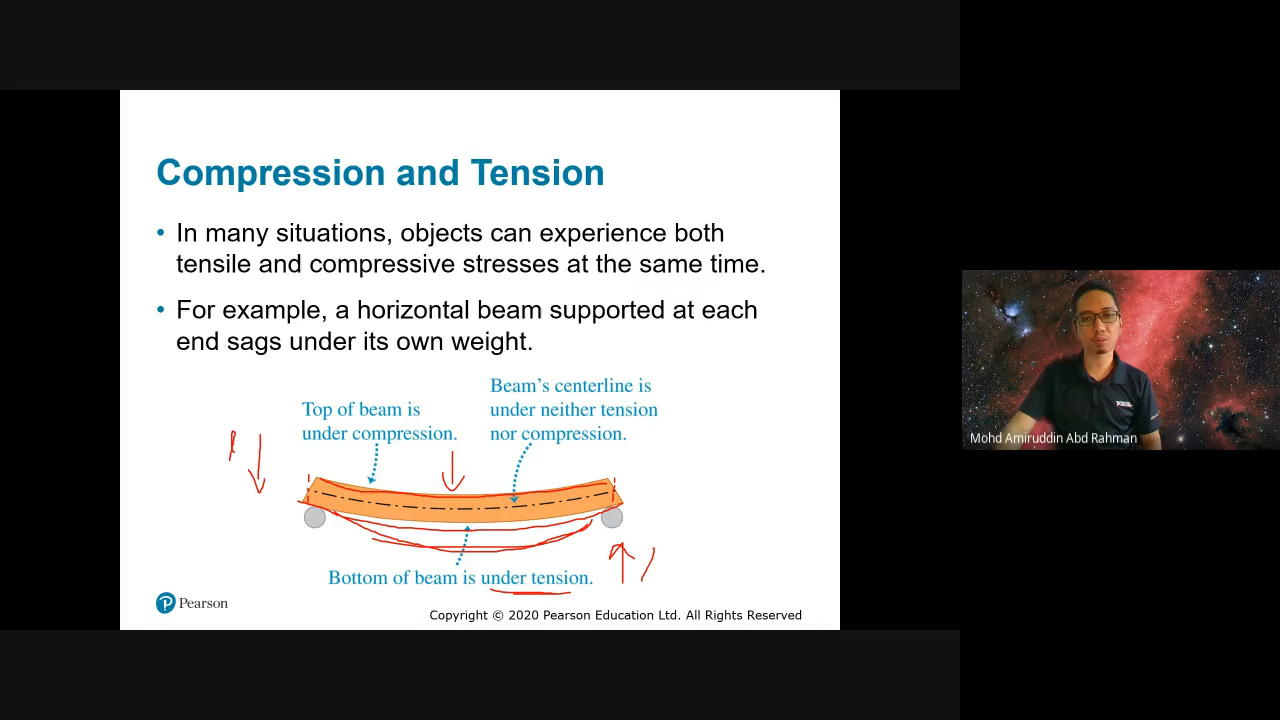 Compression and Tension
• In many situations, objects can experience both
tensile and compressive stresses at the same time.
• For example, a horizontal beam supported at each
end sags under its own weight.
Top of beam is
under compression.
Beam's centerline is
under neither tension
nor compression.
Bottom of beam is under tension.
P Pearson
Copyright © 2020 Pearson Education Ltd. All Rights Reserved
Mohd Amiruddin Abd Rahman